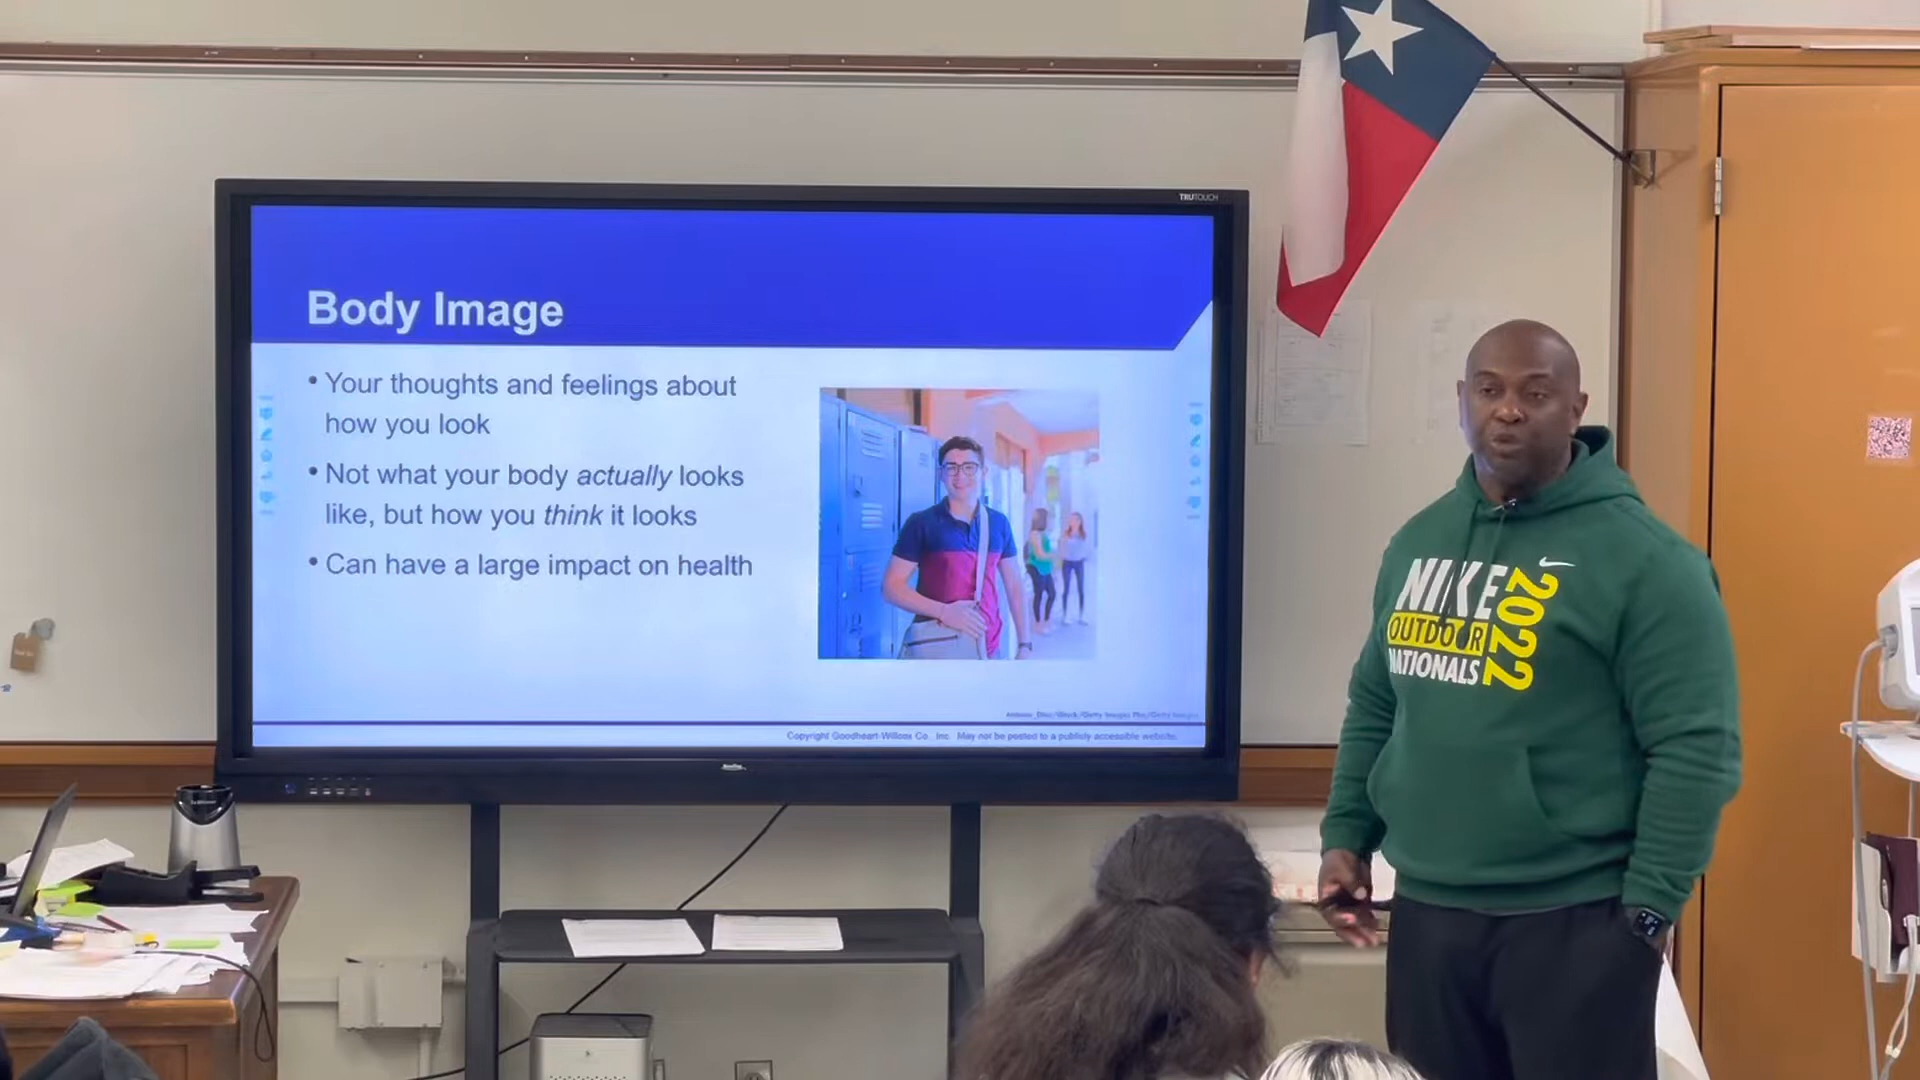 TRUTOUCH
Body Image
• Your thoughts and feelings about
how you look
• Not what your body actually looks
like, but how you think it looks
• Can have a large impact on health
Copyright Goodheart-Willcox Co., Inc. May not be posted to a publicly accessible website.
NIKE
OUTDOOR
NATIONALS
2022